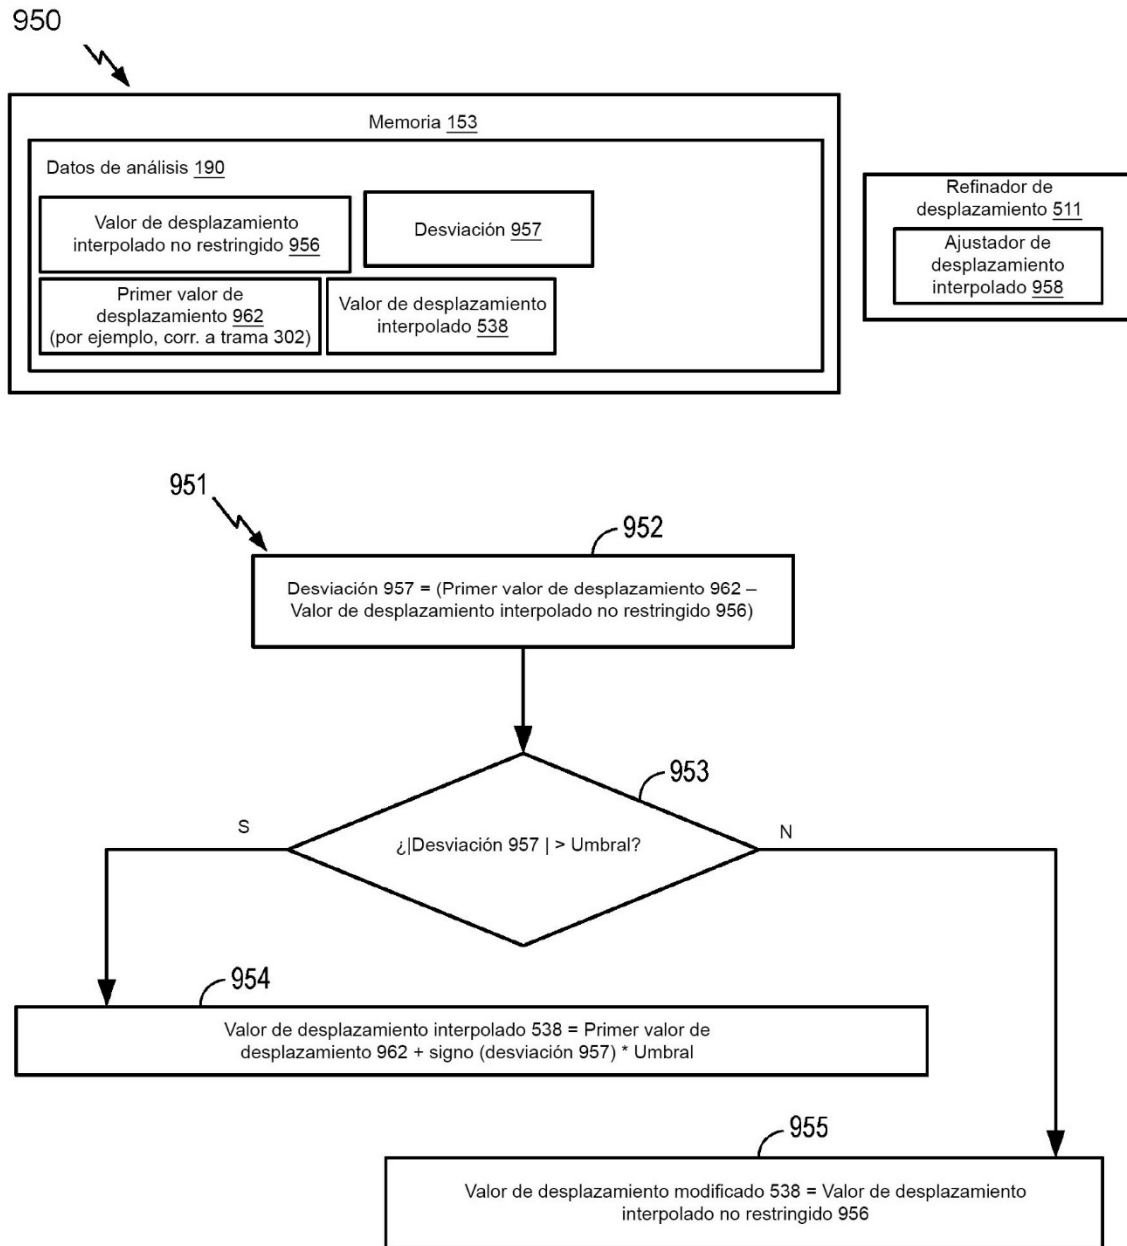 950
Memoria 153
Datos de análisis 190
Valor de desplazamiento
interpolado no restringido 956
Desviación 957
Primer valor de
desplazamiento 962
(por ejemplo, corr. a trama 302)
Valor de desplazamiento
interpolado 538
Refinador de
desplazamiento 511
Ajustador de
desplazamiento
interpolado 958
951
952
Desviación 957 = (Primer valor de desplazamiento 962 –
Valor de desplazamiento interpolado no restringido 956)
953
S
¿|Desviación 957 | > Umbral?
N
954
Valor de desplazamiento interpolado 538 = Primer valor de
desplazamiento 962 + signo (desviación 957) * Umbral
955
Valor de desplazamiento modificado 538 = Valor de desplazamiento
interpolado no restringido 956